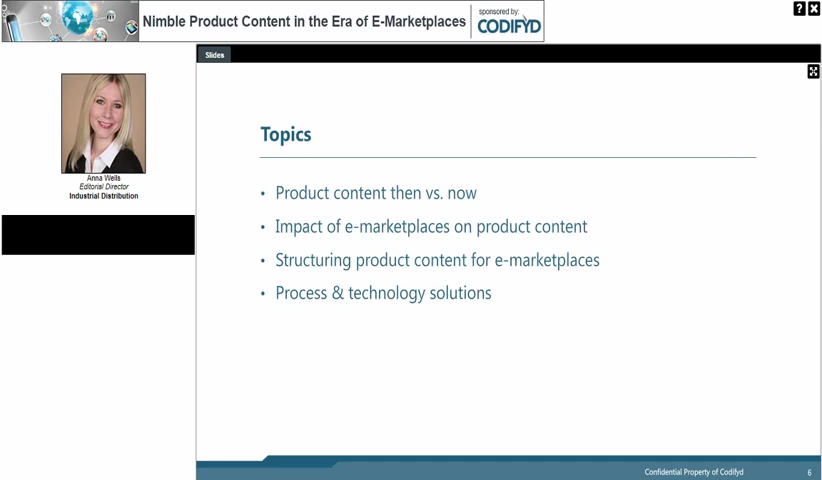 Nimble Product Content in the Era of E-Marketplaces
sponsored by:
CODIFYD
? X
Slides
Anna Wells
Editorial Director
Industrial Distribution
Topics
• Product content then vs. now
• Impact of e-marketplaces on product content
• Structuring product content for e-marketplaces
• Process & technology solutions
Confidential Property of Codifyd 6